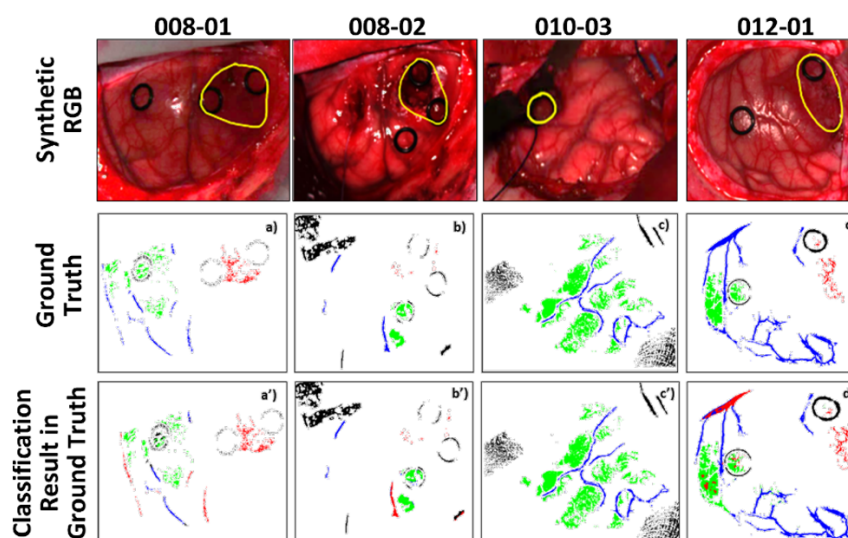 008-01 008-02 010-03 012-01
Synthetic
RGB
Ground
Truth
a) b) c) d
Classification
Result in
Ground Truth
a') b') c') d